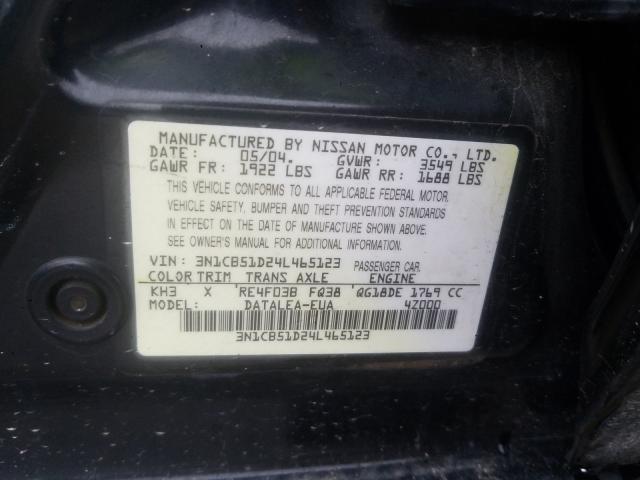 MANUFACTURED BY NISSAN MOTOR CO., LTD.
DATE: 05/04. GVWR: 3549 LBS
GAWR FR: 1922 LBS GAWR RR: 1688 LBS
THIS VEHICLE CONFORMS TO ALL APPLICABLE FEDERAL MOTOR
VEHICLE SAFETY, BUMPER AND THEFT PREVENTION STANDARDS
IN EFFECT ON THE DATE OF MANUFACTURE SHOWN ABOVE.
SEE OWNER'S MANUAL FOR ADDITIONAL INFORMATION.
VIN: 3N1CB51D24L465123 PASSENGER CAR.
COLOR TRIM TRANS AXLE ENGINE
KH3 X RE4F03B FQ38 QG18DE 1769 CC
MODEL: DATALEA-EUA 4Z000
3N1CB51D24L465123